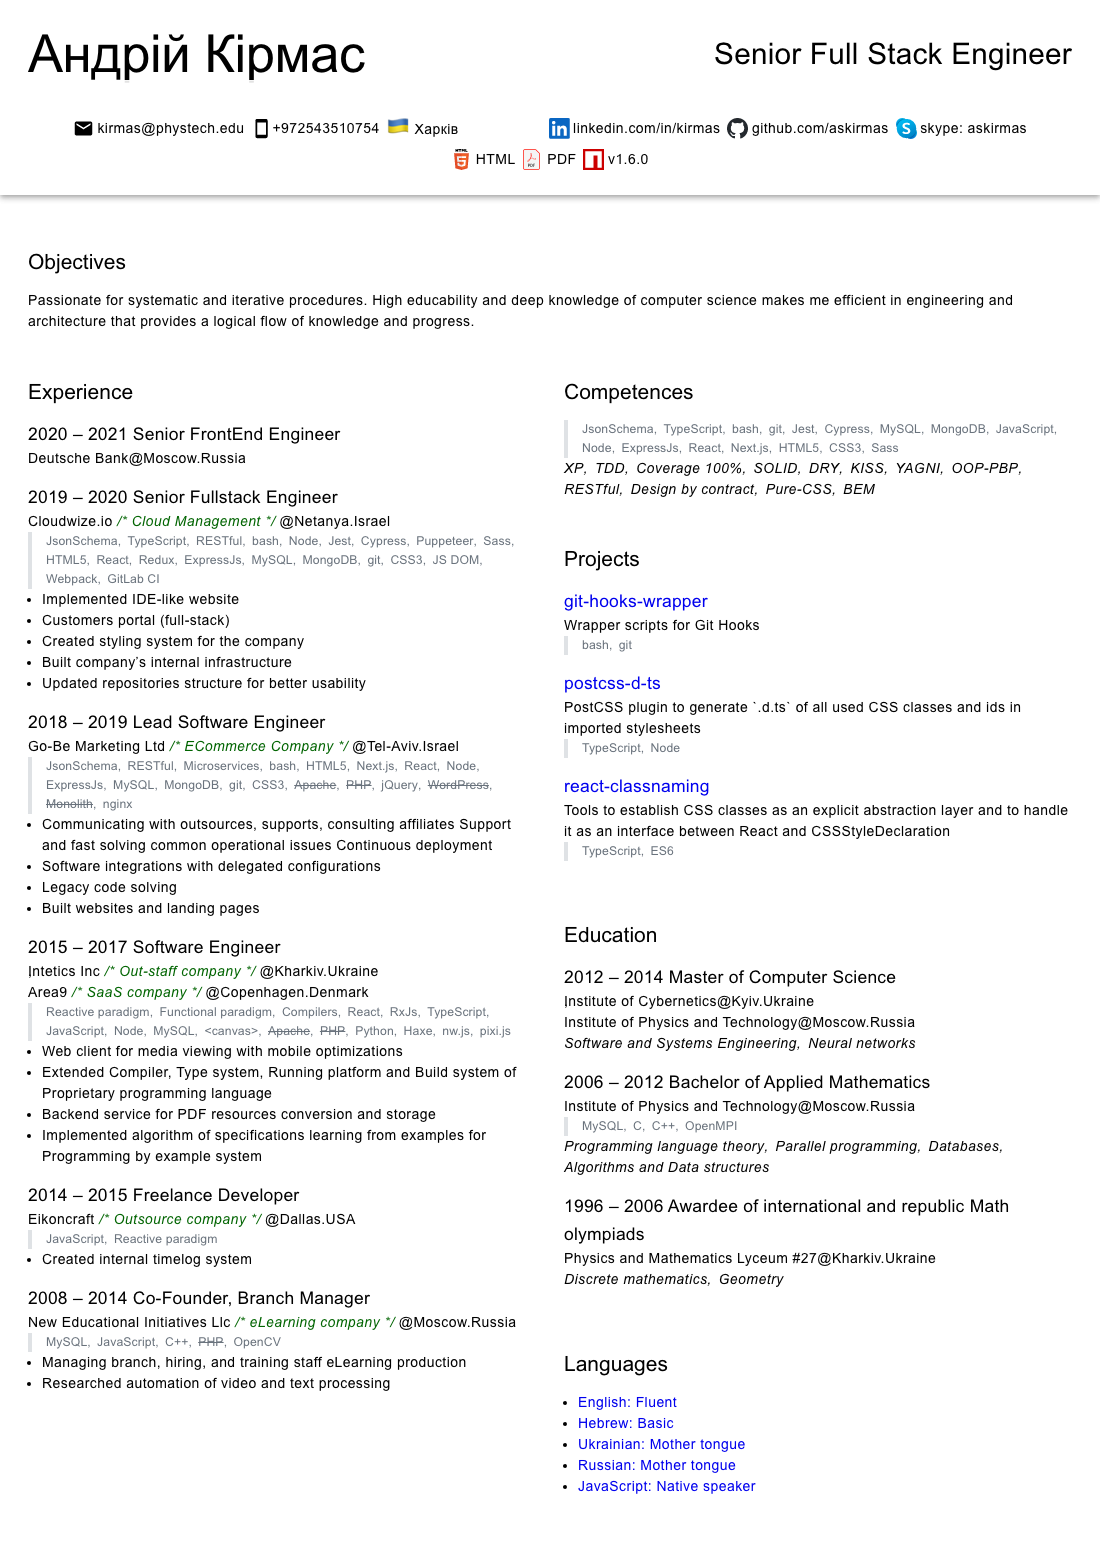 Андрій Кірмас
Senior Full Stack Engineer
kirmas@phystech.edu +972543510754 Харків
linkedin.com/in/kirmas github.com/askirmas skype: askirmas
HTML PDF v1.6.0
Objectives
Passionate for systematic and iterative procedures. High educability and deep knowledge of computer science makes me efficient in engineering and
architecture that provides a logical flow of knowledge and progress.
Experience
2020 – 2021 Senior FrontEnd Engineer
Deutsche Bank@Moscow.Russia
2019 – 2020 Senior Fullstack Engineer
Cloudwize.io /* Cloud Management */ @Netanya.Israel
JsonSchema, TypeScript, RESTful, bash, Node, Jest, Cypress, Puppeteer, Sass,
HTML5, React, Redux, ExpressJs, MySQL, MongoDB, git, CSS3, JS DOM,
Webpack, GitLab CI
• Implemented IDE-like website
• Customers portal (full-stack)
• Created styling system for the company
• Built company's internal infrastructure
• Updated repositories structure for better usability
2018 – 2019 Lead Software Engineer
Go-Be Marketing Ltd /* ECommerce Company */ @Tel-Aviv.Israel
JsonSchema, RESTful, Microservices, bash, HTML5, Next.js, React, Node,
ExpressJs, MySQL, MongoDB, git, CSS3, Apache, PHP, jQuery, WordPress,
Monolith, nginx
• Communicating with outsources, supports, consulting affiliates Support
and fast solving common operational issues Continuous deployment
• Software integrations with delegated configurations
• Legacy code solving
• Built websites and landing pages
2015 – 2017 Software Engineer
Intetics Inc /* Out-staff company */ @Kharkiv.Ukraine
Area9 /* SaaS company */ @Copenhagen.Denmark
Reactive paradigm, Functional paradigm, Compilers, React, RxJs, TypeScript,
JavaScript, Node, MySQL, <canvas>, Apache, PHP, Python, Haxe, nw.js, pixi.js
• Web client for media viewing with mobile optimizations
• Extended Compiler, Type system, Running platform and Build system of
Proprietary programming language
• Backend service for PDF resources conversion and storage
• Implemented algorithm of specifications learning from examples for
Programming by example system
2014 – 2015 Freelance Developer
Eikoncraft /* Outsource company */ @Dallas.USA
JavaScript, Reactive paradigm
• Created internal timelog system
2008 – 2014 Co-Founder, Branch Manager
New Educational Initiatives Llc /* eLearning company */ @Moscow.Russia
MySQL, JavaScript, C++, PHP, OpenCV
• Managing branch, hiring, and training staff eLearning production
• Researched automation of video and text processing
Competences
JsonSchema, TypeScript, bash, git, Jest, Cypress, MySQL, MongoDB, JavaScript,
Node, ExpressJs, React, Next.js, HTML5, CSS3, Sass
XP, TDD, Coverage 100%, SOLID, DRY, KISS, YAGNI, OOP-PBP,
RESTful, Design by contract, Pure-CSS, BEM
Projects
git-hooks-wrapper
Wrapper scripts for Git Hooks
bash, git
postcss-d-ts
PostCSS plugin to generate `.d.ts` of all used CSS classes and ids in
imported stylesheets
TypeScript, Node
react-classnaming
Tools to establish CSS classes as an explicit abstraction layer and to handle
it as an interface between React and CSSStyleDeclaration
TypeScript, ES6
Education
2012 – 2014 Master of Computer Science
Institute of Cybernetics@Kyiv.Ukraine
Institute of Physics and Technology@Moscow.Russia
Software and Systems Engineering, Neural networks
2006 – 2012 Bachelor of Applied Mathematics
Institute of Physics and Technology@Moscow.Russia
MySQL, C, C++, OpenMPI
Programming language theory, Parallel programming, Databases,
Algorithms and Data structures
1996 – 2006 Awardee of international and republic Math
olympiads
Physics and Mathematics Lyceum #27@Kharkiv.Ukraine
Discrete mathematics, Geometry
Languages
• English: Fluent
• Hebrew: Basic
• Ukrainian: Mother tongue
• Russian: Mother tongue
• JavaScript: Native speaker